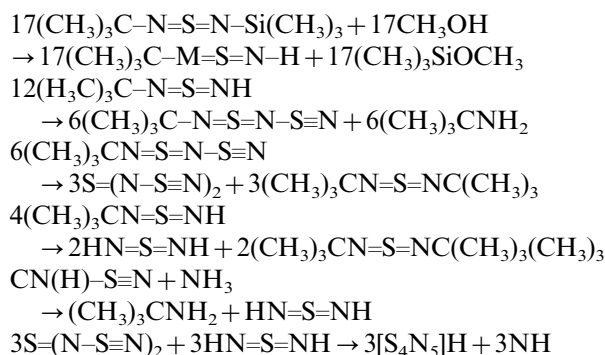 17(CH₃)₃C–N=S=N–Si(CH₃)₃ + 17CH₃OH
→ 17(CH₃)₃C–M=S=N–H + 17(CH₃)₃SiOCH₃
12(H₃C)₃C–N=S=NH
→ 6(CH₃)₃C–N=S=N–S≡N + 6(CH₃)₃CNH₂
6(CH₃)₃CN=S=N–S≡N
→ 3S=(N–S≡N)₂ + 3(CH₃)₃CN=S=NC(CH₃)₃
4(CH₃)₃CN=S=NH
→ 2HN=S=NH + 2(CH₃)₃CN=S=NC(CH₃)₃(CH₃)₃
CN(H)–S≡N + NH₃
→ (CH₃)₃CNH₂ + HN=S=NH
3S=(N–S≡N)₂ + 3HN=S=NH → 3[S₄N₅]H + 3NH